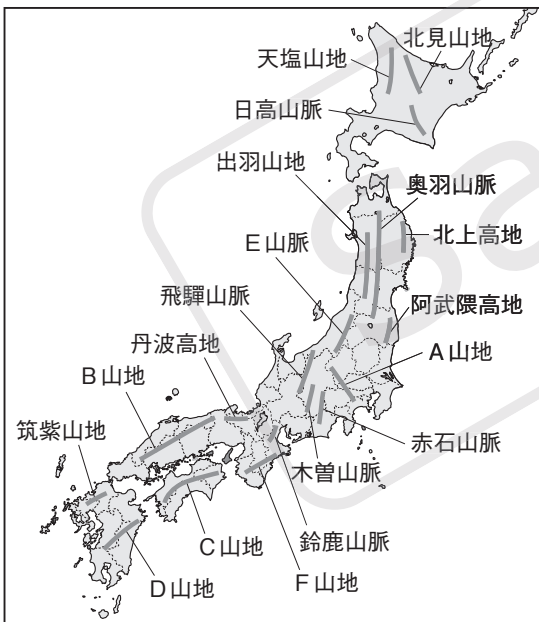 北見山地
天塩山地
日高山脈
出羽山地
奥羽山脈
北上高地
E山脈
飛驒山脈
阿武隈高地
丹波高地
A山地
B山地
筑紫山地
赤石山脈
木曽山脈
C山地
鈴鹿山脈
D山地
F山地